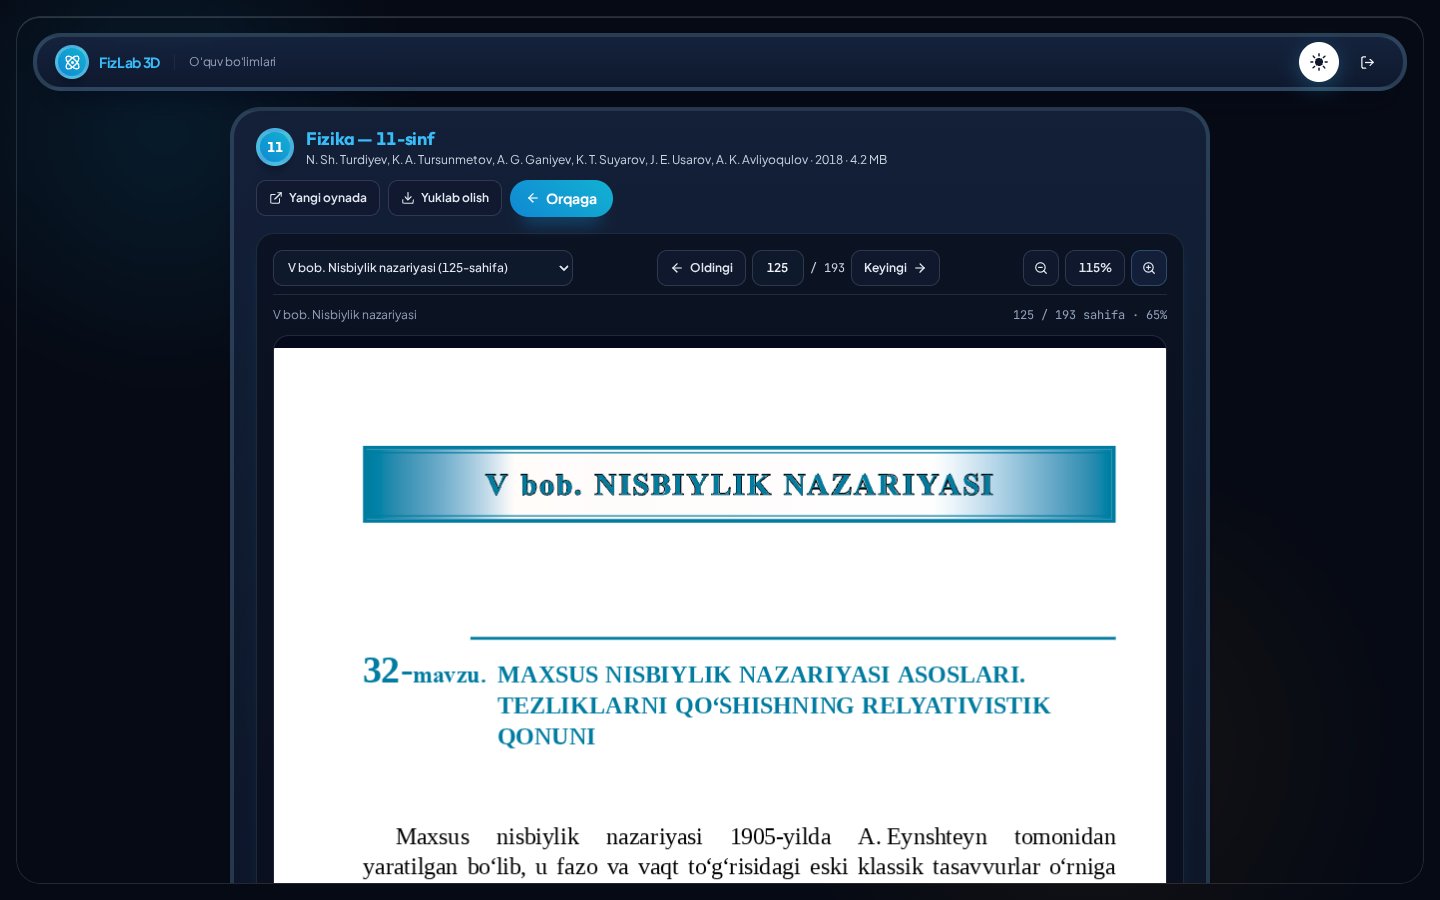 FizLab 3D
O'quv bo'limlari
11
Fizika — 11-sinf
N. Sh. Turdiyev, K. A. Tursunmetov, A. G. Ganiyev, K. T. Suyarov, J. E. Usarov, A. K. Avliyoqulov · 2018 · 4.2 MB
Yangi oynada
Yuklab olish
Orqaga
V bob. Nisbiylik nazariyasi (125-sahifa)
Oldingi
125
/ 193
Keyingi
115%
V bob. Nisbiylik nazariyasi
125 / 193 sahifa · 65%
V bob. NISBIYLIK NAZARIYASI
32-mavzu. MAXSUS NISBIYLIK NAZARIYASI ASOSLARI.
TEZLIKLARNI QO‘SHISHNING RELYATIVISTIK
QONUNI
Maxsus nisbiylik nazariyasi 1905-yilda A. Eynshteyn tomonidan
yaratilgan bo‘lib, u fazo va vaqt to‘g‘risidagi eski klassik tasavvurlar o‘rniga